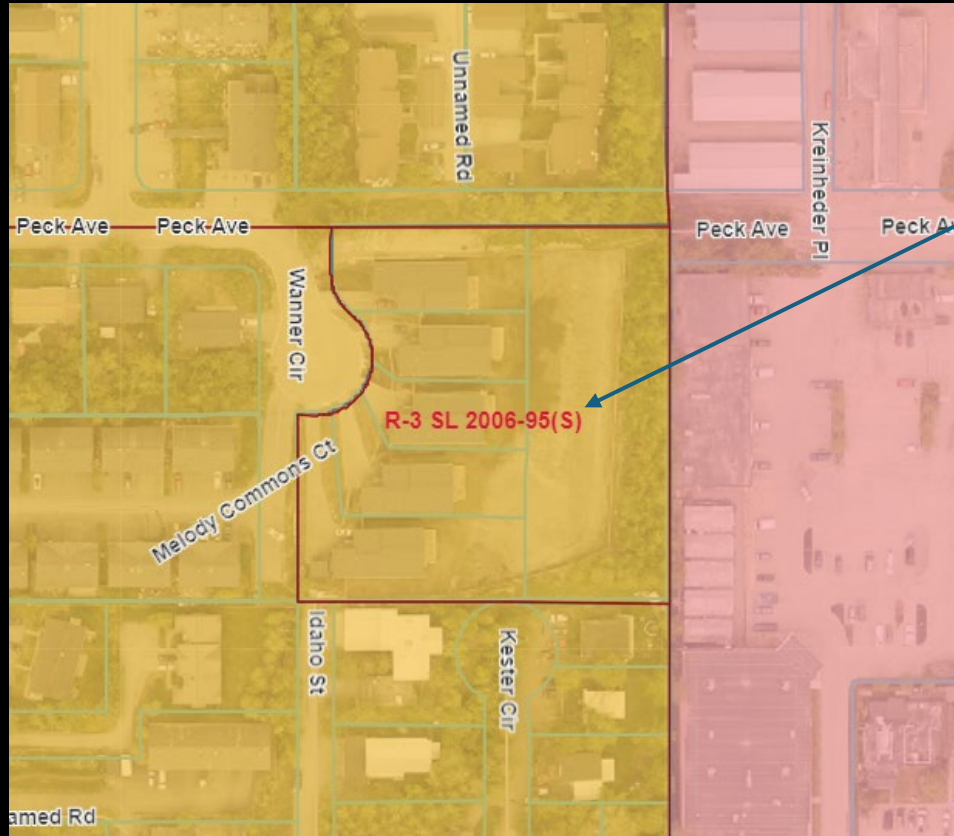 Unnamed Rd
Kreinheder Pl
Peck Ave
Peck Ave
Peck Ave
Peck Av
Wanner Cir
R-3 SL 2006-95(S)
Melody Commons Ct
Idaho St
Kester Cir
amed Rd